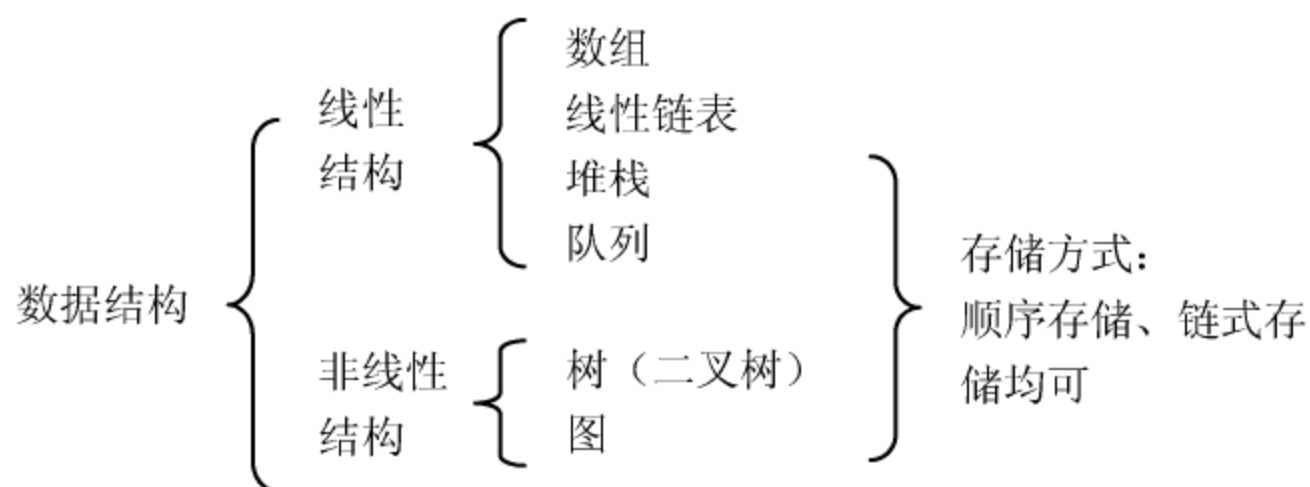 数据结构
线性
结构
数组
线性链表
堆栈
队列
非线性
结构
树（二叉树）
图
存储方式：
顺序存储、链式存
储均可